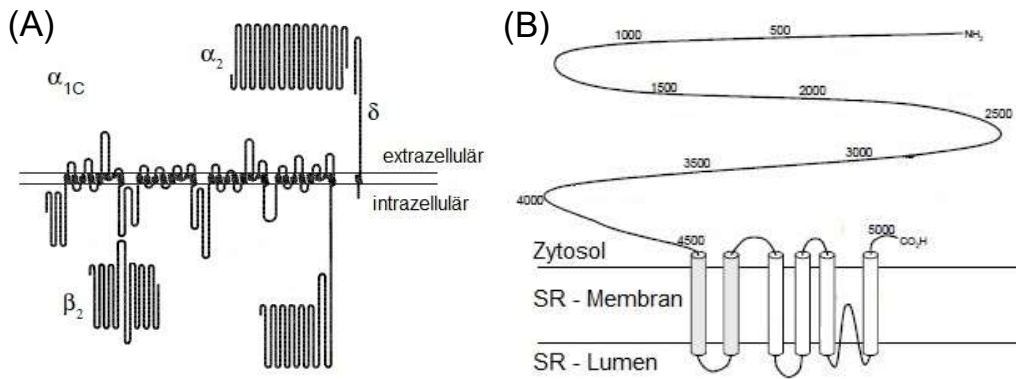 (A)
α1C
α2
δ
extrazellulär
intrazellulär
β2
(B)
1000
500
NH2
1500
2000
2500
3500
3000
4000
4500
5000
CO2H
Zytosol
SR - Membran
SR - Lumen